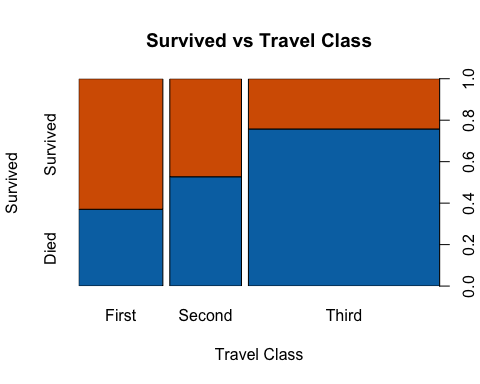 Survived vs Travel Class
Survived
Survived
Died
1.0
0.8
0.6
0.4
0.2
0.0
First
Second
Third
Travel Class